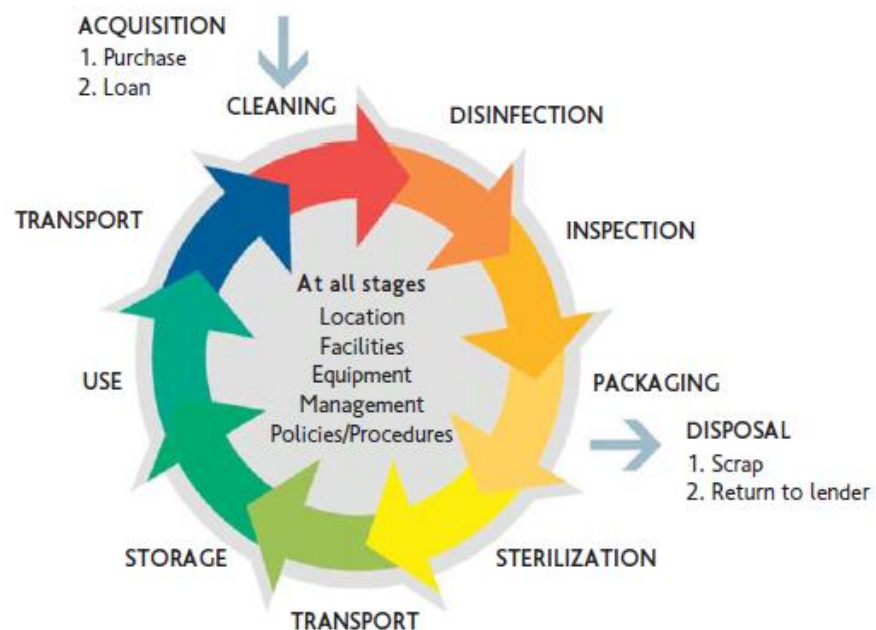 ACQUISITION
1. Purchase
2. Loan
CLEANING
DISINFECTION
INSPECTION
PACKAGING
DISPOSAL
1. Scrap
2. Return to lender
STERILIZATION
TRANSPORT
STORAGE
USE
TRANSPORT
At all stages
Location
Facilities
Equipment
Management
Policies/Procedures